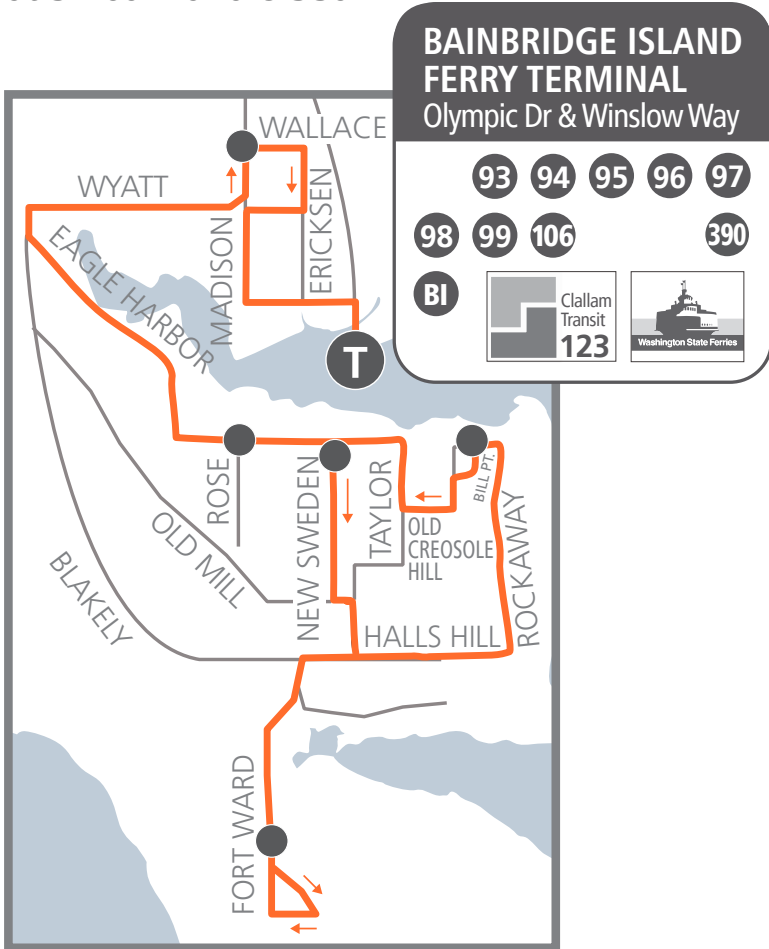 BAINBRIDGE ISLAND
FERRY TERMINAL
Olympic Dr & Winslow Way
93 94 95 96 97
98 99 106 390
BI
Clallam
Transit
123
Washington State Ferries
WALLACE
WYATT
MADISON
ERICKSEN
EAGLE HARBOR
T
ROSE
NEW SWEDEN
TAYLOR
BILL PT.
OLD
CREOSOLE
HILL
ROCKAWAY
OLD MILL
BLAKELY
HALLS HILL
FORT WARD